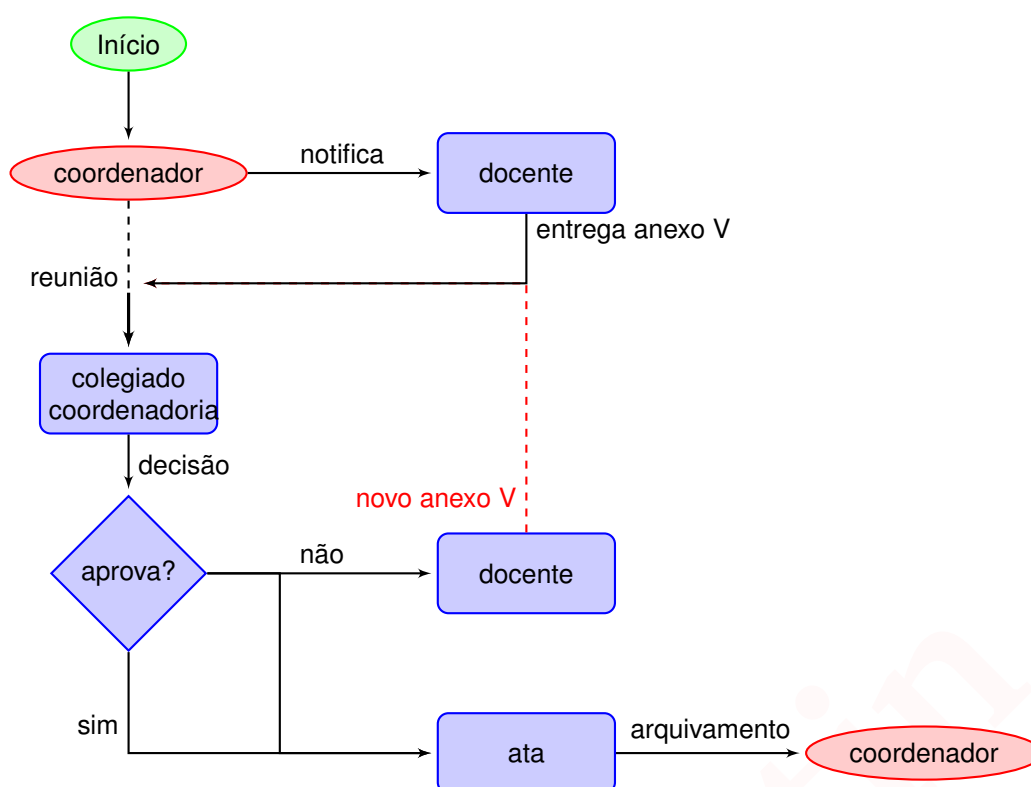 Início
coordenador
notifica
docente
entrega anexo V
reunião
colegiado
coordenadoria
decisão
novo anexo V
aprova?
não
docente
sim
ata
arquivamento
coordenador